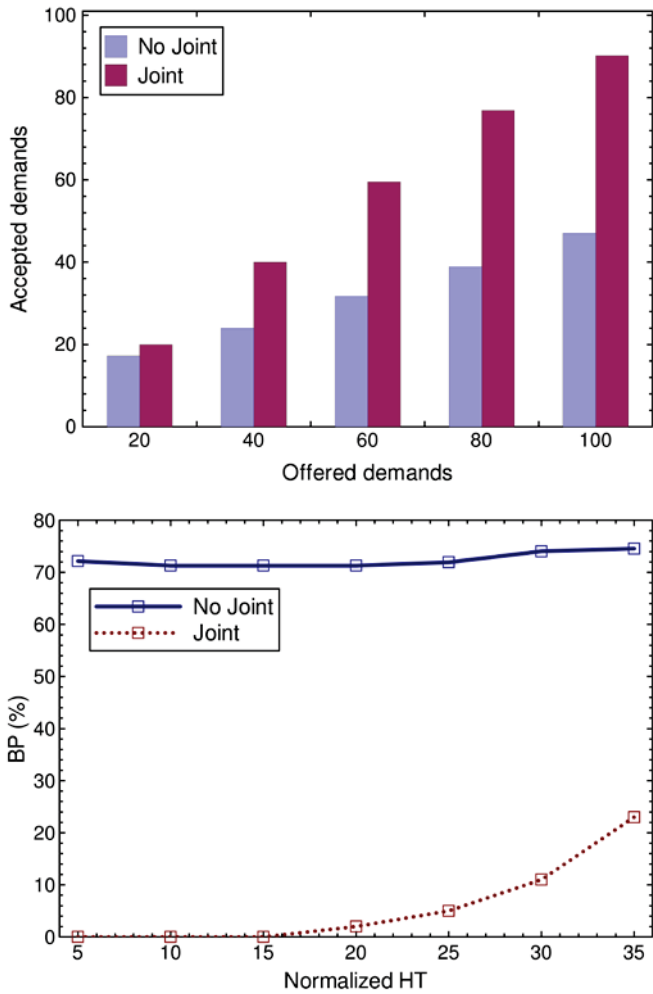 100
80
60
40
20
0
Accepted demands
No Joint
Joint
20 40 60 80 100
Offered demands
80
70
60
50
40
30
20
10
0
BP (%)
No Joint
Joint
5 10 15 20 25 30 35
Normalized HT